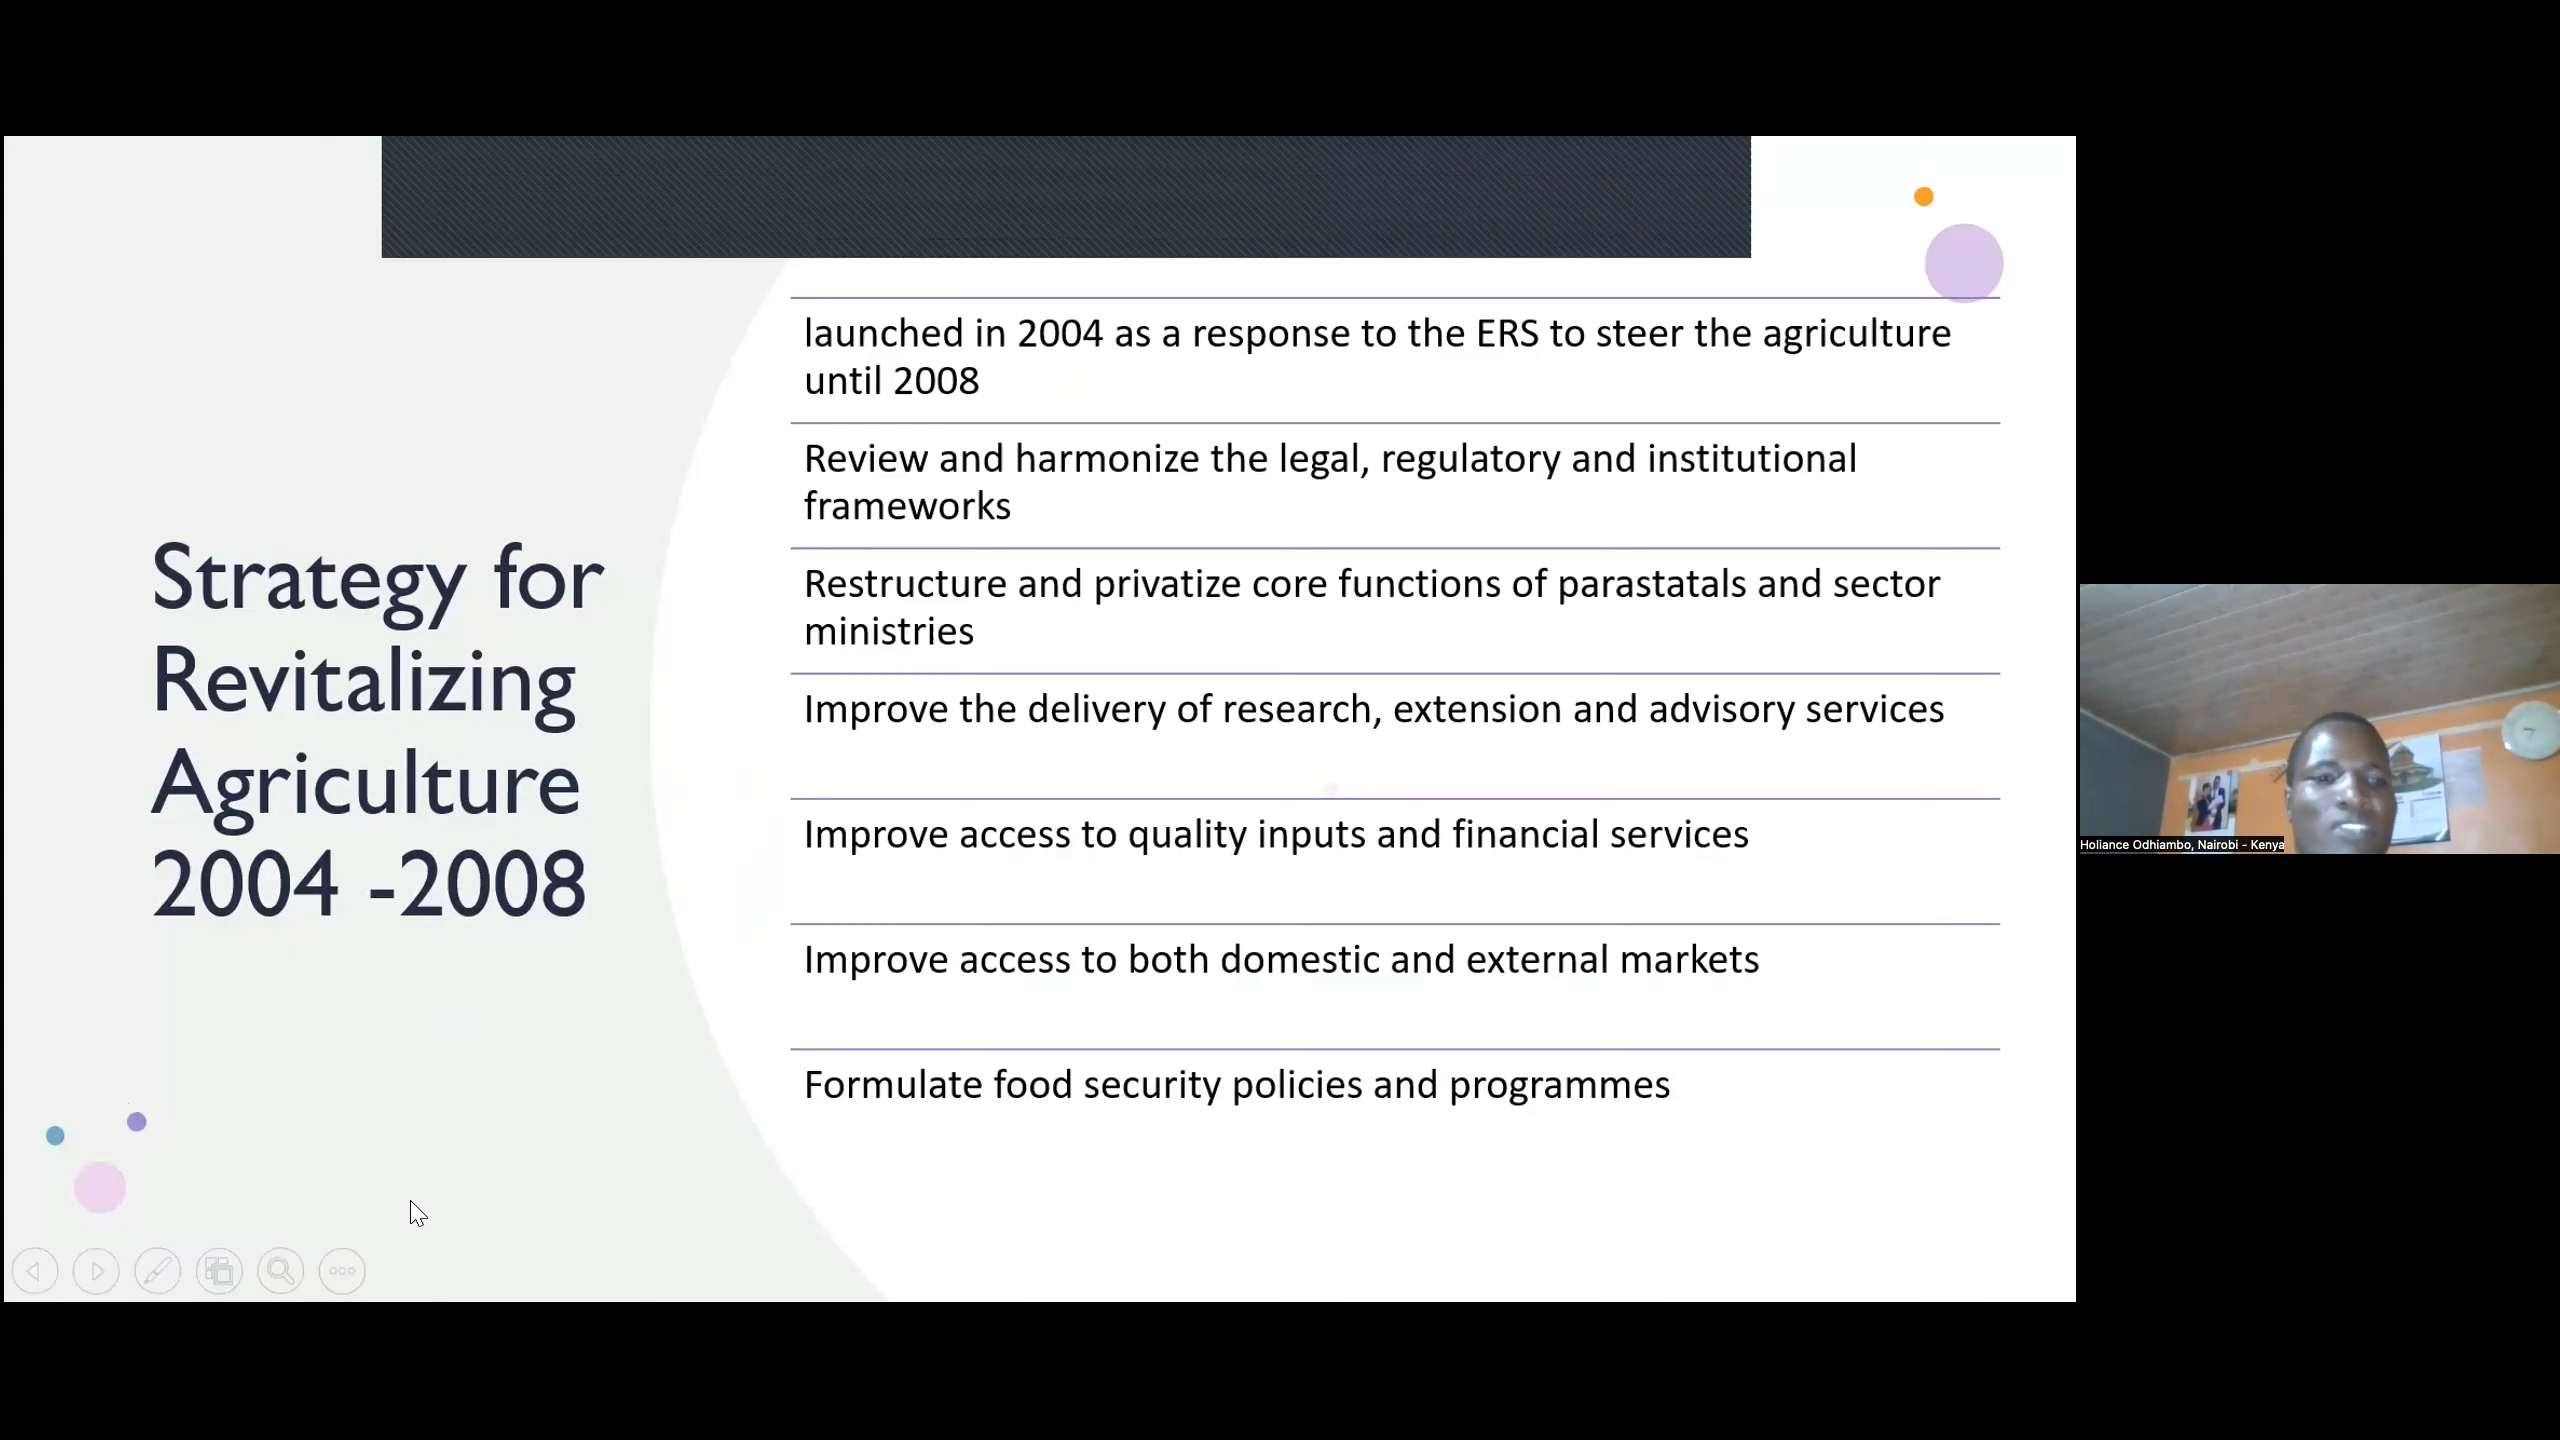 Strategy for
Revitalizing
Agriculture
2004 -2008
launched in 2004 as a response to the ERS to steer the agriculture
until 2008
Review and harmonize the legal, regulatory and institutional
frameworks
Restructure and privatize core functions of parastatals and sector
ministries
Improve the delivery of research, extension and advisory services
Improve access to quality inputs and financial services
Improve access to both domestic and external markets
Formulate food security policies and programmes
Holiance Odhiambo, Nairobi - Kenya